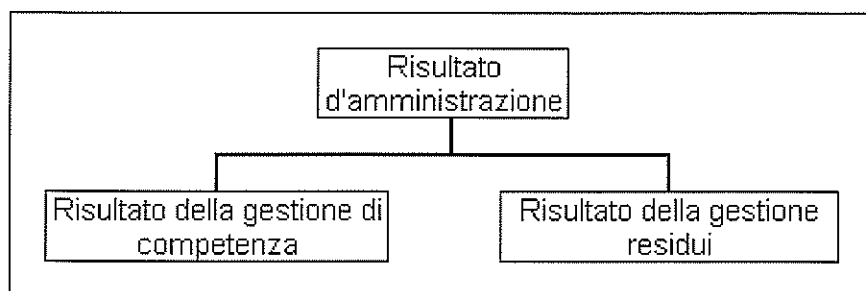 Risultato
d'amministrazione
Risultato della gestione di
competenza
Risultato della gestione
residui